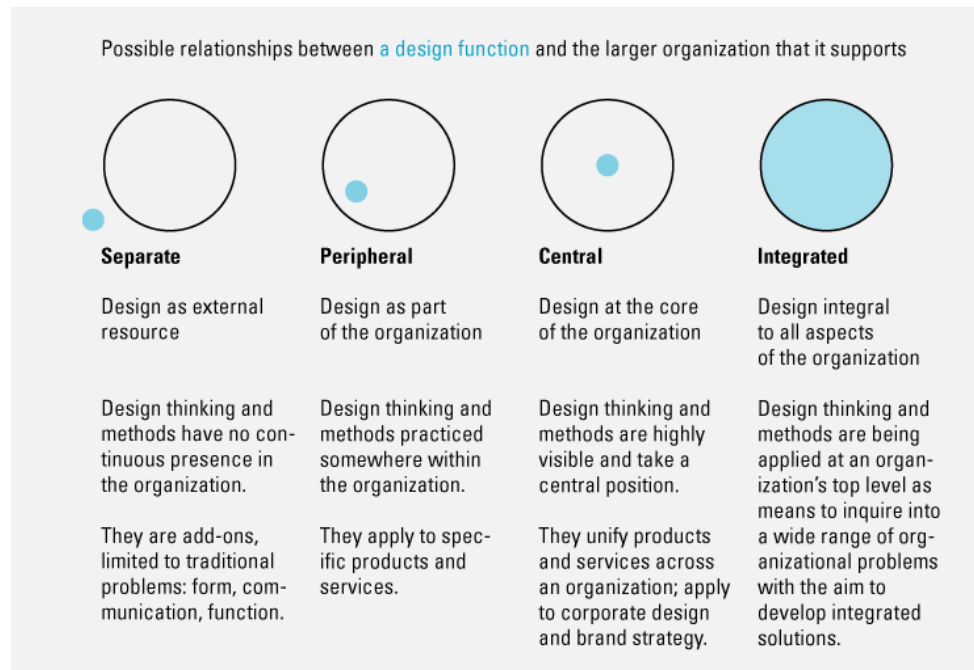 Possible relationships between a design function and the larger organization that it supports
Separate
Design as external
resource
Design thinking and
methods have no con-
tinuous presence in
the organization.
They are add-ons,
limited to traditional
problems: form, com-
munication, function.
Peripheral
Design as part
of the organization
Design thinking and
methods practiced
somewhere within
the organization.
They apply to spec-
ific products and
services.
Central
Design at the core
of the organization
Design thinking and
methods are highly
visible and take a
central position.
They unify products
and services across
an organization; apply
to corporate design
and brand strategy.
Integrated
Design integral
to all aspects
of the organization
Design thinking and
methods are being
applied at an organ-
ization's top level as
means to inquire into
a wide range of org-
anizational problems
with the aim to
develop integrated
solutions.